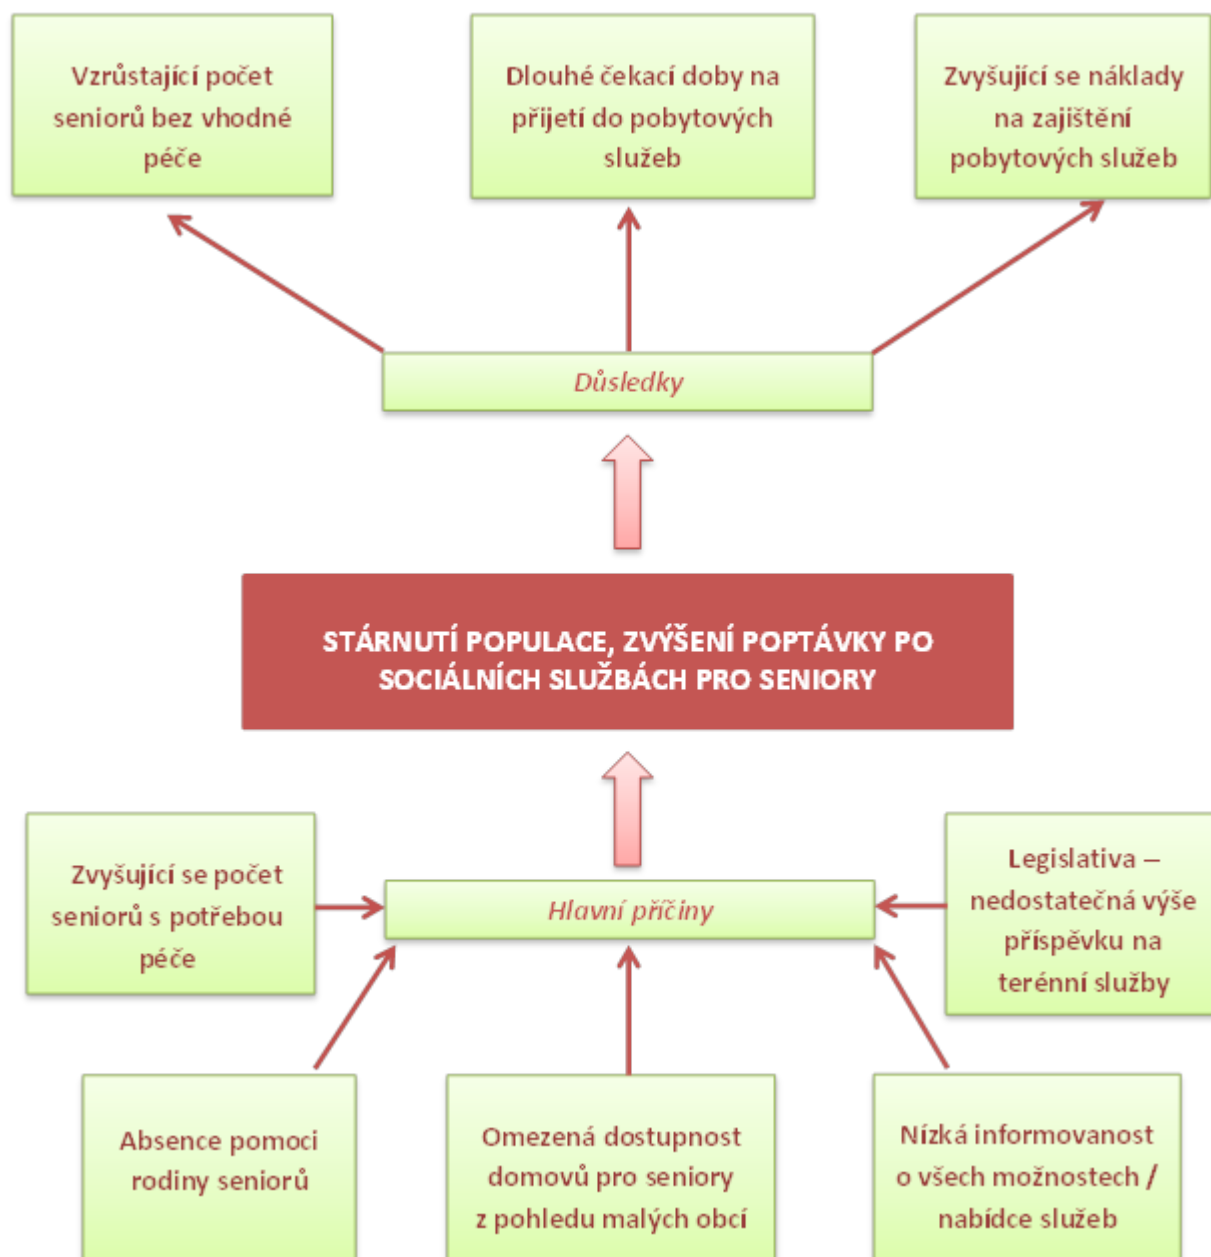 Vzrůstající počet
seniorů bez vhodné
péče
Dlouhé čekací doby na
přijetí do pobytových
služeb
Zvyšující se náklady
na zajištění
pobytových služeb
Důsledky
STÁRNUTÍ POPULACE, ZVÝŠENÍ POPTÁVKY PO
SOCIÁLNÍCH SLUŽBÁCH PRO SENIORY
Zvyšující se počet
seniorů s potřebou
péče
Hlavní příčiny
Legislativa –
nedostatečná výše
příspěvku na
terénní služby
Absence pomoci
rodiny seniorů
Omezená dostupnost
domovů pro seniory
z pohledu malých obcí
Nízká informovanost
o všech možnostech /
nabídce služeb